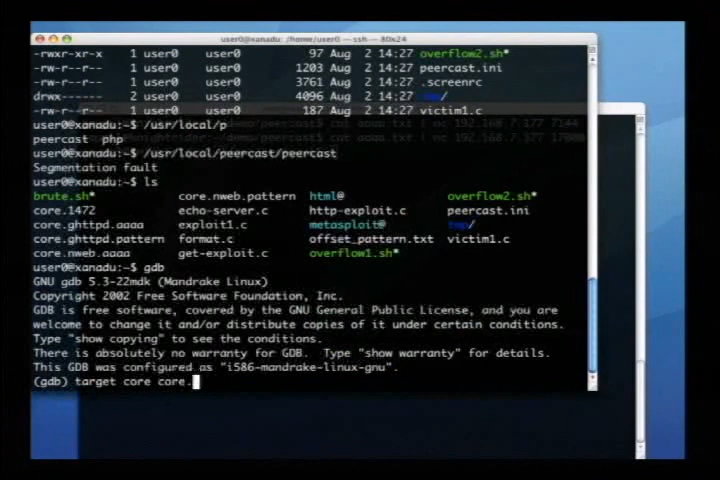 user0@xanadu: /home/user0 — ssh — 80x24
-rwxr-xr-x 1 user0 user0 97 Aug 2 14:27 overflow2.sh*
-rw-r--r-- 1 user0 user0 1203 Aug 2 14:27 peercast.ini
-rw-r--r-- 1 user0 user0 3761 Aug 2 14:27 .screenrc
drwx------ 2 user0 user0 4096 Aug 2 14:27 tmp/
-rw-r--r-- 1 user0 user0 187 Aug 2 14:27 victim1.c
user0@xanadu:~$ /usr/local/p
peercast php
user0@xanadu:~$ /usr/local/peercast/peercast
Segmentation fault
user0@xanadu:~$ ls
brute.sh* core.nweb.pattern html@ overflow2.sh*
core.1472 echo-server.c http-exploit.c peercast.ini
core.ghttpd.aaaa exploit1.c metasploit@ tmp/
core.ghttpd.pattern format.c offset_pattern.txt victim1.c
core.nweb.aaaa get-exploit.c overflow1.sh*
user0@xanadu:~$ gdb
GNU gdb 5.3-22mdk (Mandrake Linux)
Copyright 2002 Free Software Foundation, Inc.
GDB is free software, covered by the GNU General Public License, and you are
welcome to change it and/or distribute copies of it under certain conditions.
Type "show copying" to see the conditions.
There is absolutely no warranty for GDB. Type "show warranty" for details.
This GDB was configured as "i586-mandrake-linux-gnu".
(gdb) target core core.